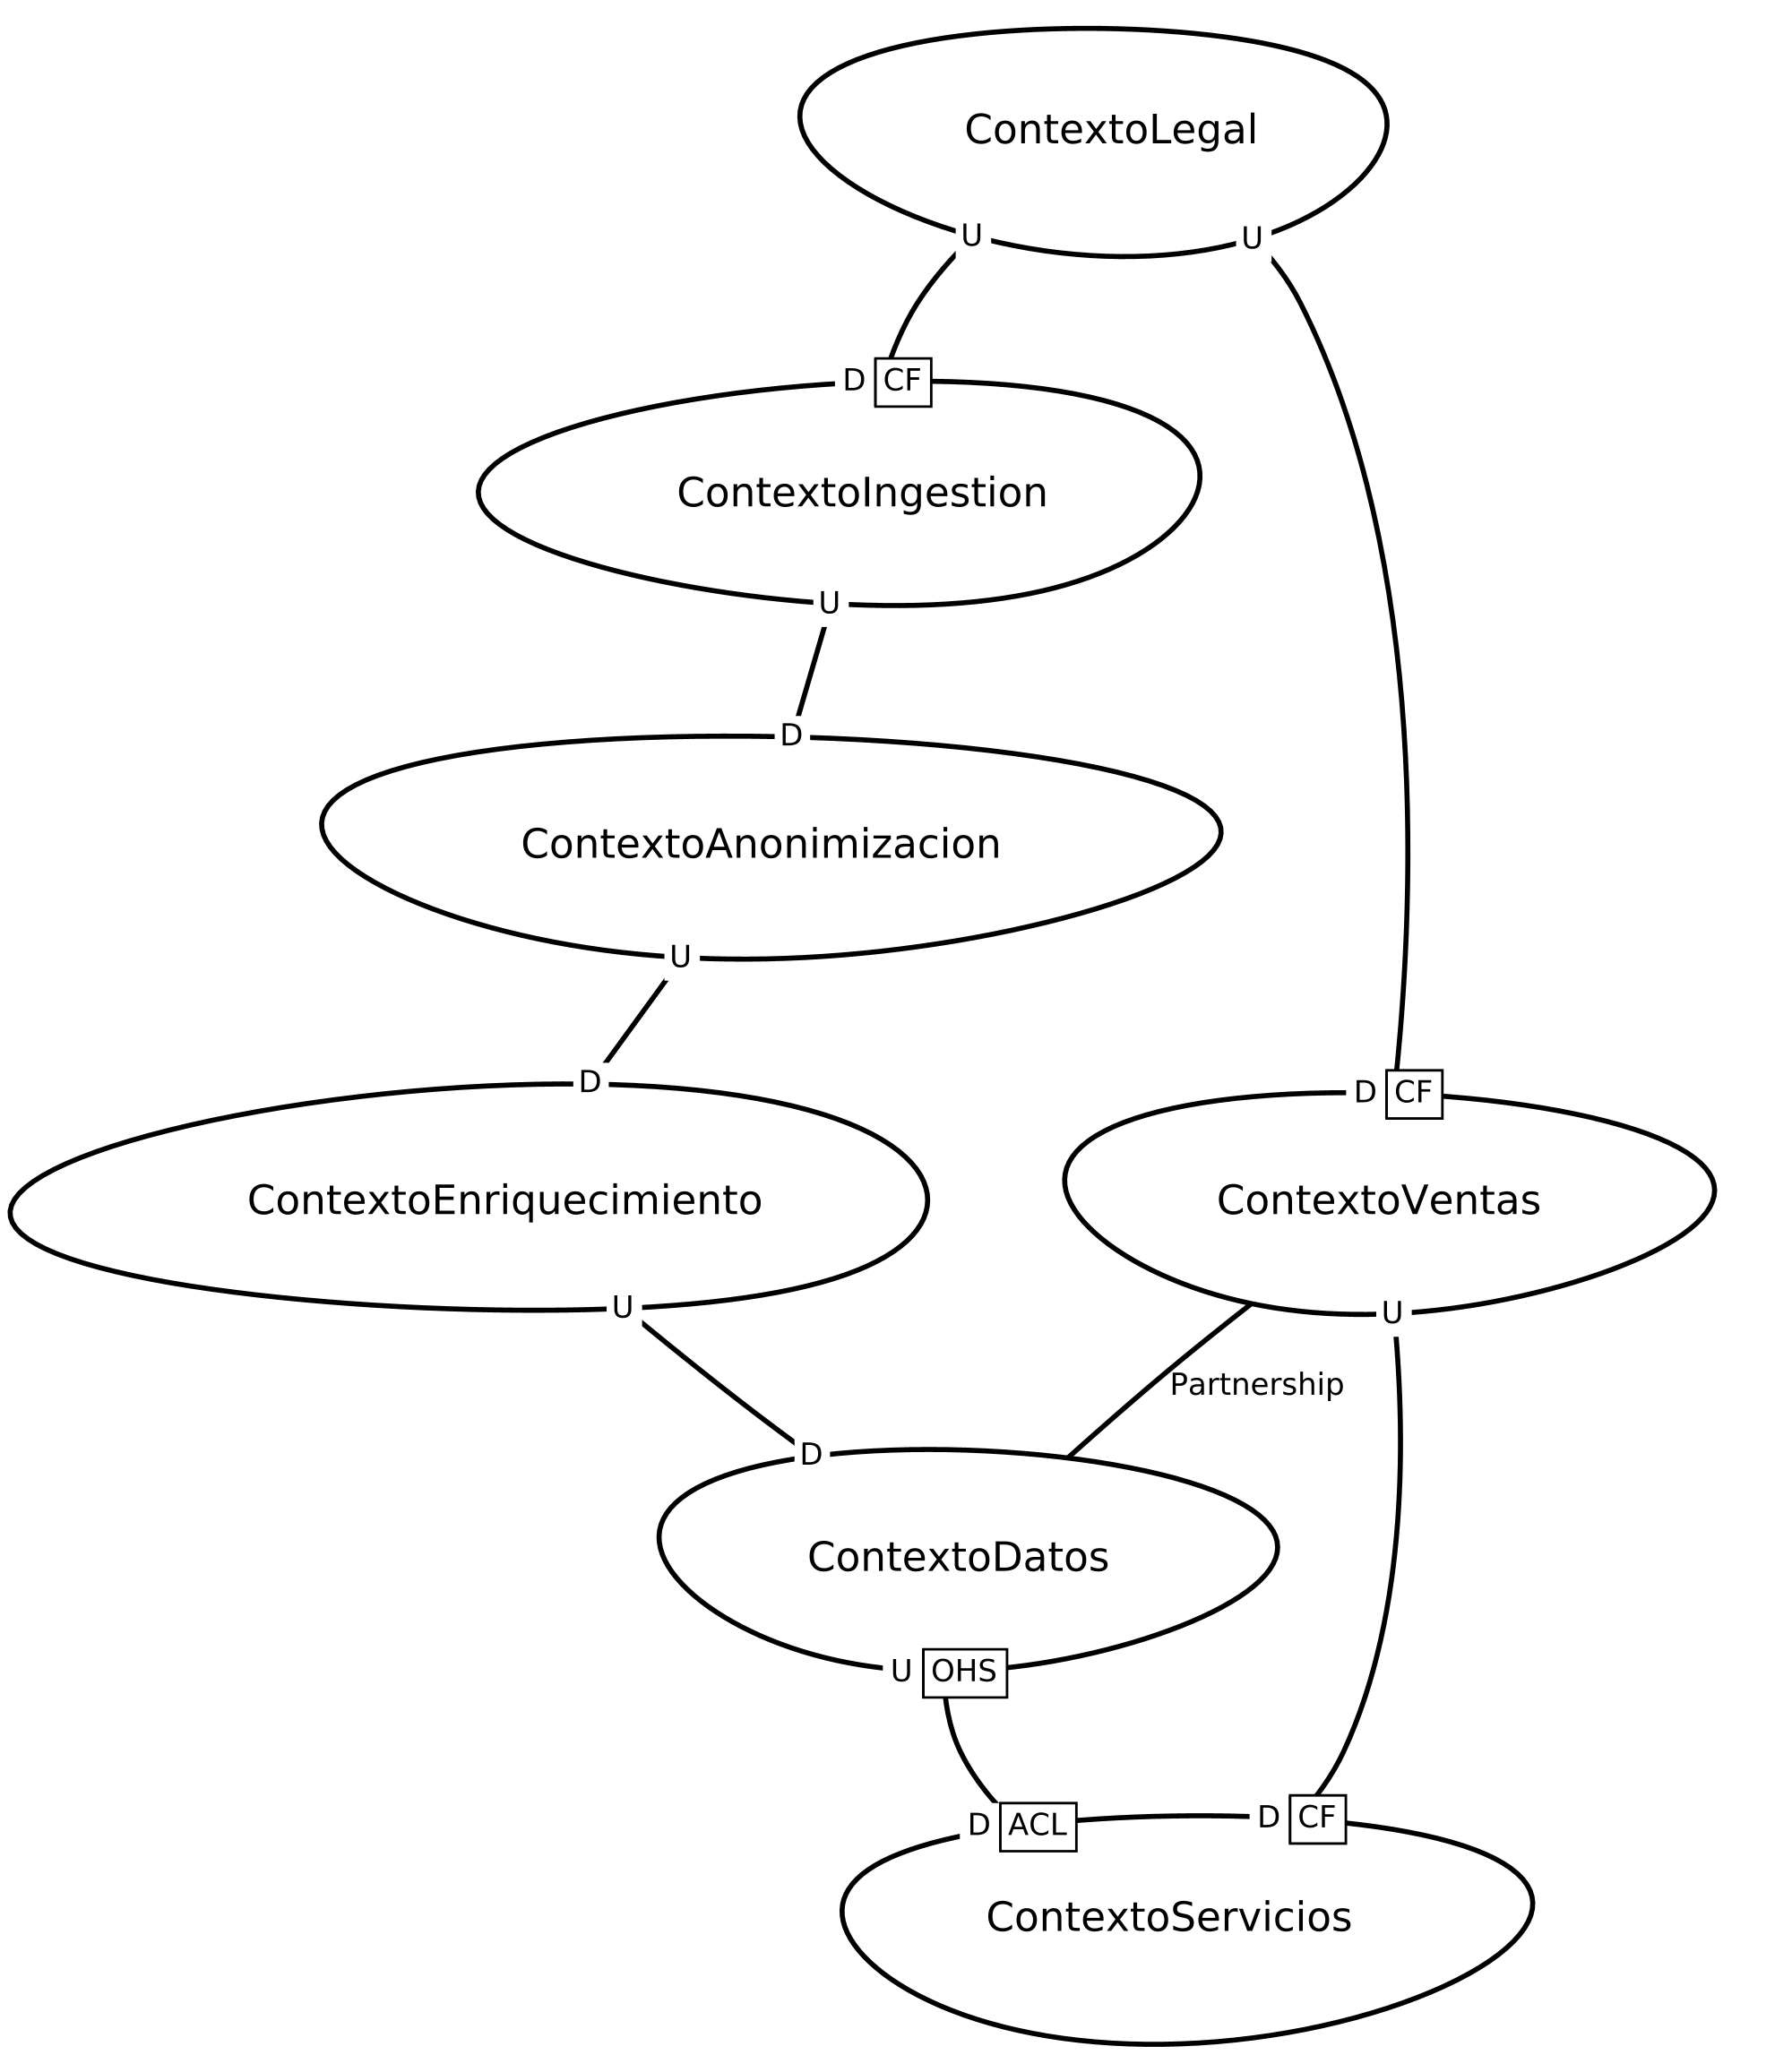 ContextoLegal
U
U
D CF
ContextoIngestion
U
D
ContextoAnonimizacion
U
D
D CF
ContextoEnriquecimiento
ContextoVentas
U
U
Partnership
D
ContextoDatos
U OHS
D ACL
D CF
ContextoServicios